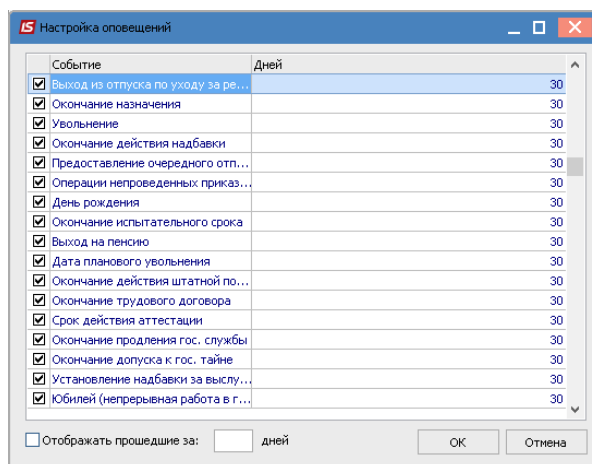 IS Настройка оповещений
Событие Дней
Выход из отпуска по уходу за ре... 30
Окончание назначения 30
Увольнение 30
Окончание действия надбавки 30
Предоставление очередного отп... 30
Операции непроведенных приказ... 30
День рождения 30
Окончание испытательного срока 30
Выход на пенсию 30
Дата планового увольнения 30
Окончание действия штатной по... 30
Окончание трудового договора 30
Срок действия аттестации 30
Окончание продления гос. службы 30
Окончание допуска к гос. тайне 30
Установление надбавки за выслу... 30
Юбилей (непрерывная работа в г... 30
Отображать прошедшие за: дней ОК Отмена